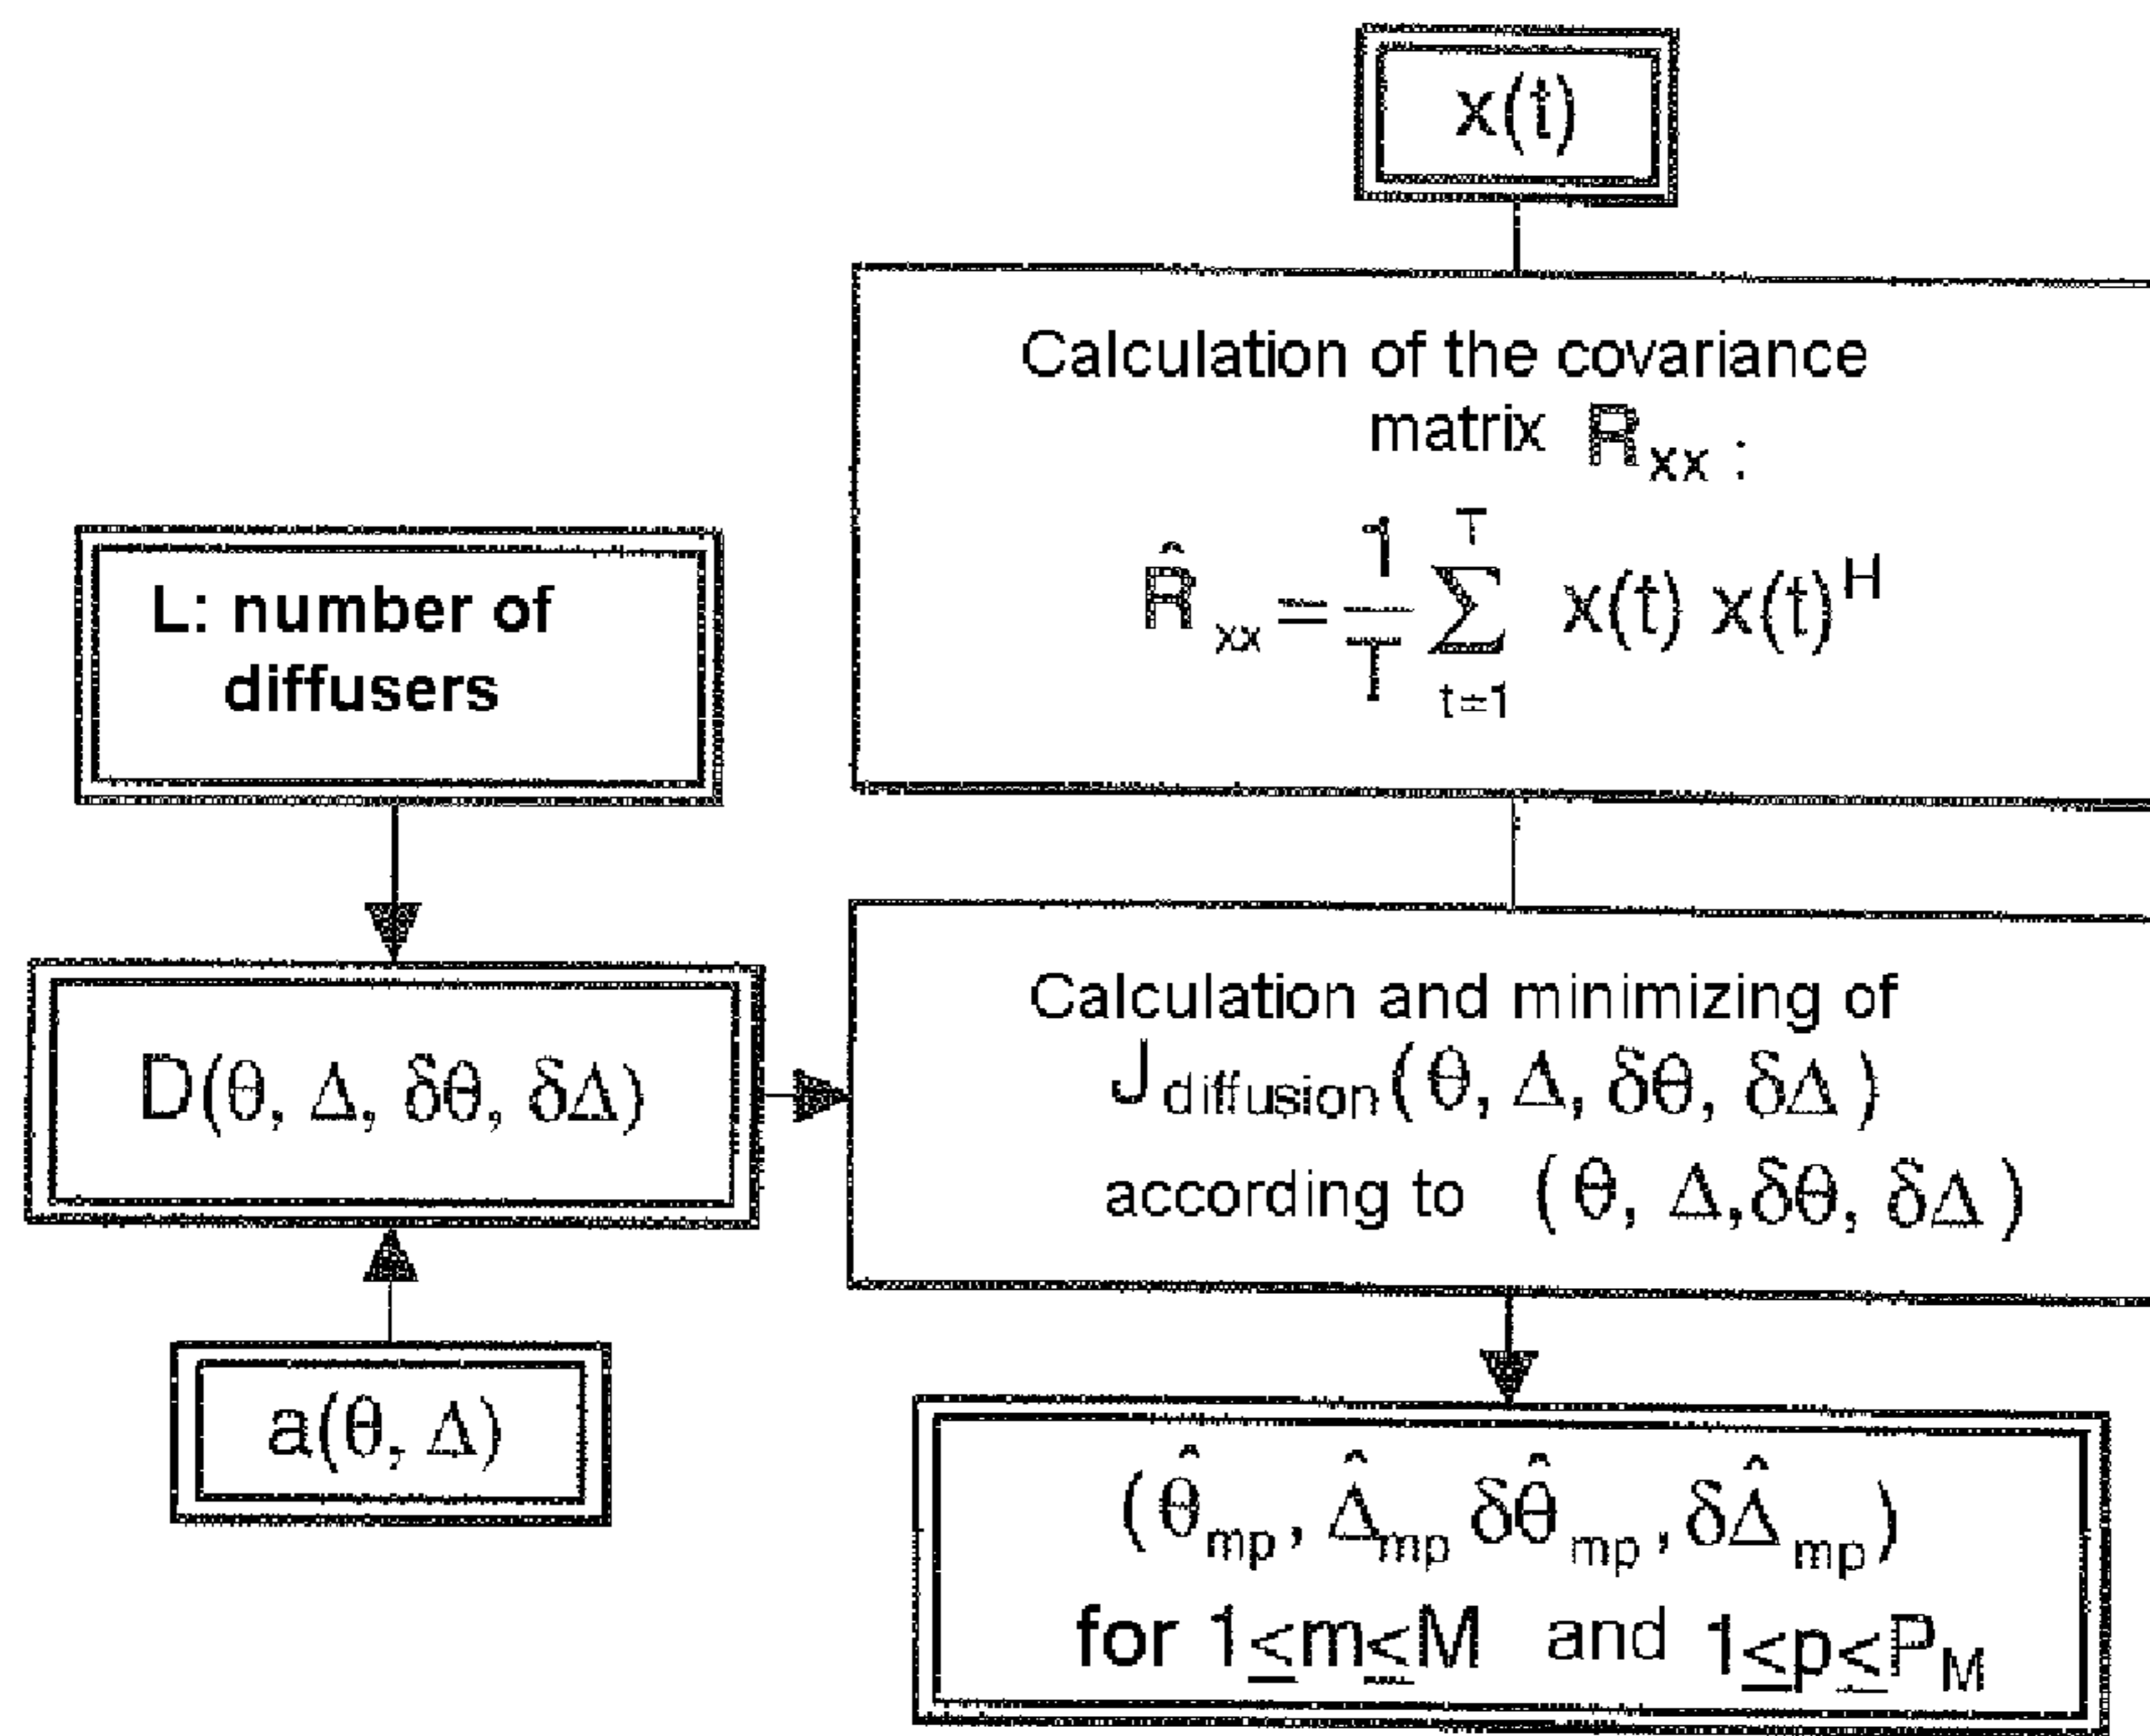 x(t)
Calculation of the covariance
matrix R_xx :
R̂_xx = 1/T ∑_{t=1}^{T} x(t) x(t)^H
L: number of
diffusers
D(θ, Δ, δθ, δΔ)
Calculation and minimizing of
J_diffusion(θ, Δ, δθ, δΔ)
according to (θ, Δ,δθ, δΔ)
a(θ, Δ)
(θ̂_mp, Δ̂_mp δθ̂_mp, δΔ̂_mp)
for 1≤m≤M and 1≤p≤P_M